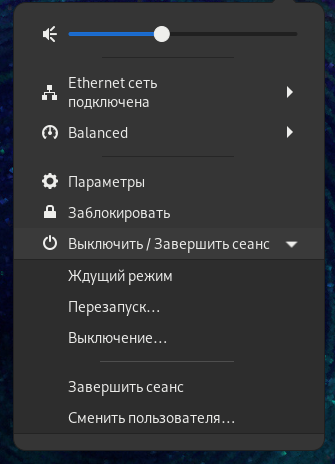 Ethernet сеть
подключена
Balanced
Параметры
Заблокировать
Выключить / Завершить сеанс
Ждущий режим
Перезапуск...
Выключение...
Завершить сеанс
Сменить пользователя...